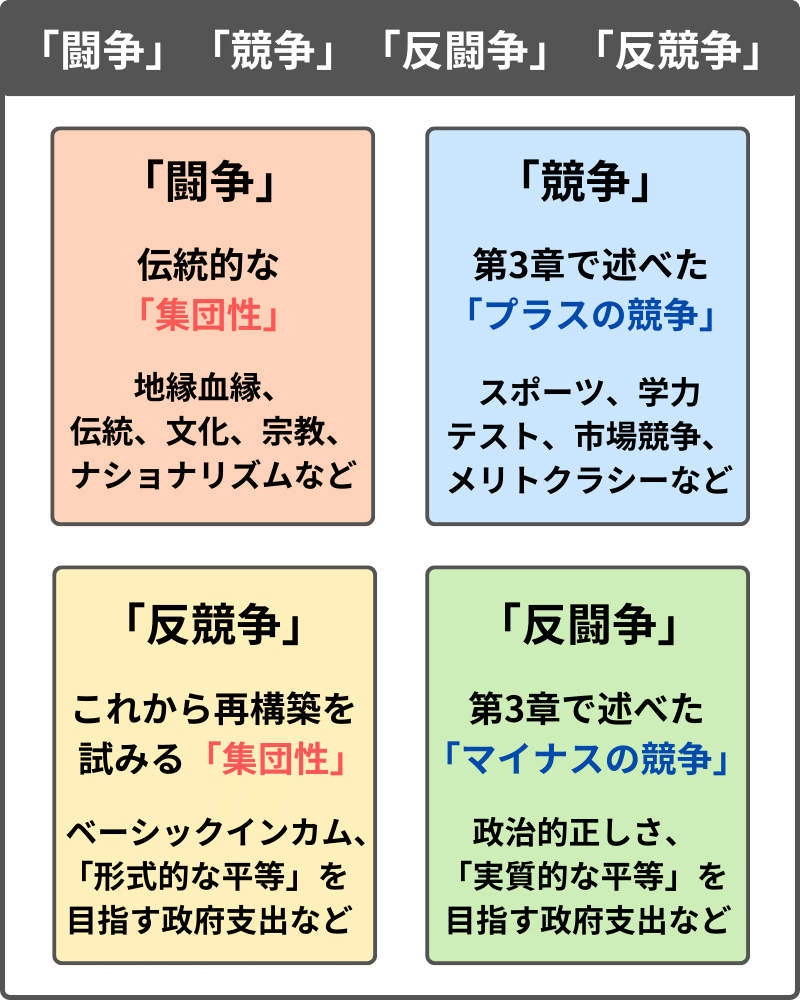 「闘争」「競争」「反闘争」「反競争」
「闘争」
伝統的な
「集団性」
地縁血縁、
伝統、文化、宗教、
ナショナリズムなど
「競争」
第3章で述べた
「プラスの競争」
スポーツ、学力
テスト、市場競争、
メリトクラシーなど
「反競争」
これから再構築を
試みる「集団性」
ベーシックインカム、
「形式的な平等」を
目指す政府支出など
「反闘争」
第3章で述べた
「マイナスの競争」
政治的正しさ、
「実質的な平等」を
目指す政府支出など